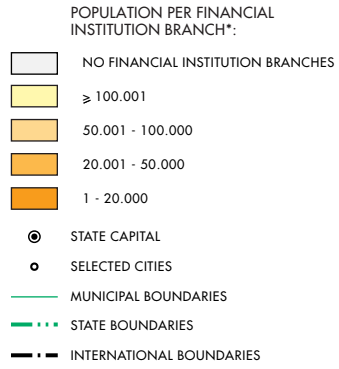 POPULATION PER FINANCIAL
INSTITUTION BRANCH*:
NO FINANCIAL INSTITUTION BRANCHES
⩾ 100.001
50.001 - 100.000
20.001 - 50.000
1 - 20.000
STATE CAPITAL
SELECTED CITIES
MUNICIPAL BOUNDARIES
STATE BOUNDARIES
INTERNATIONAL BOUNDARIES